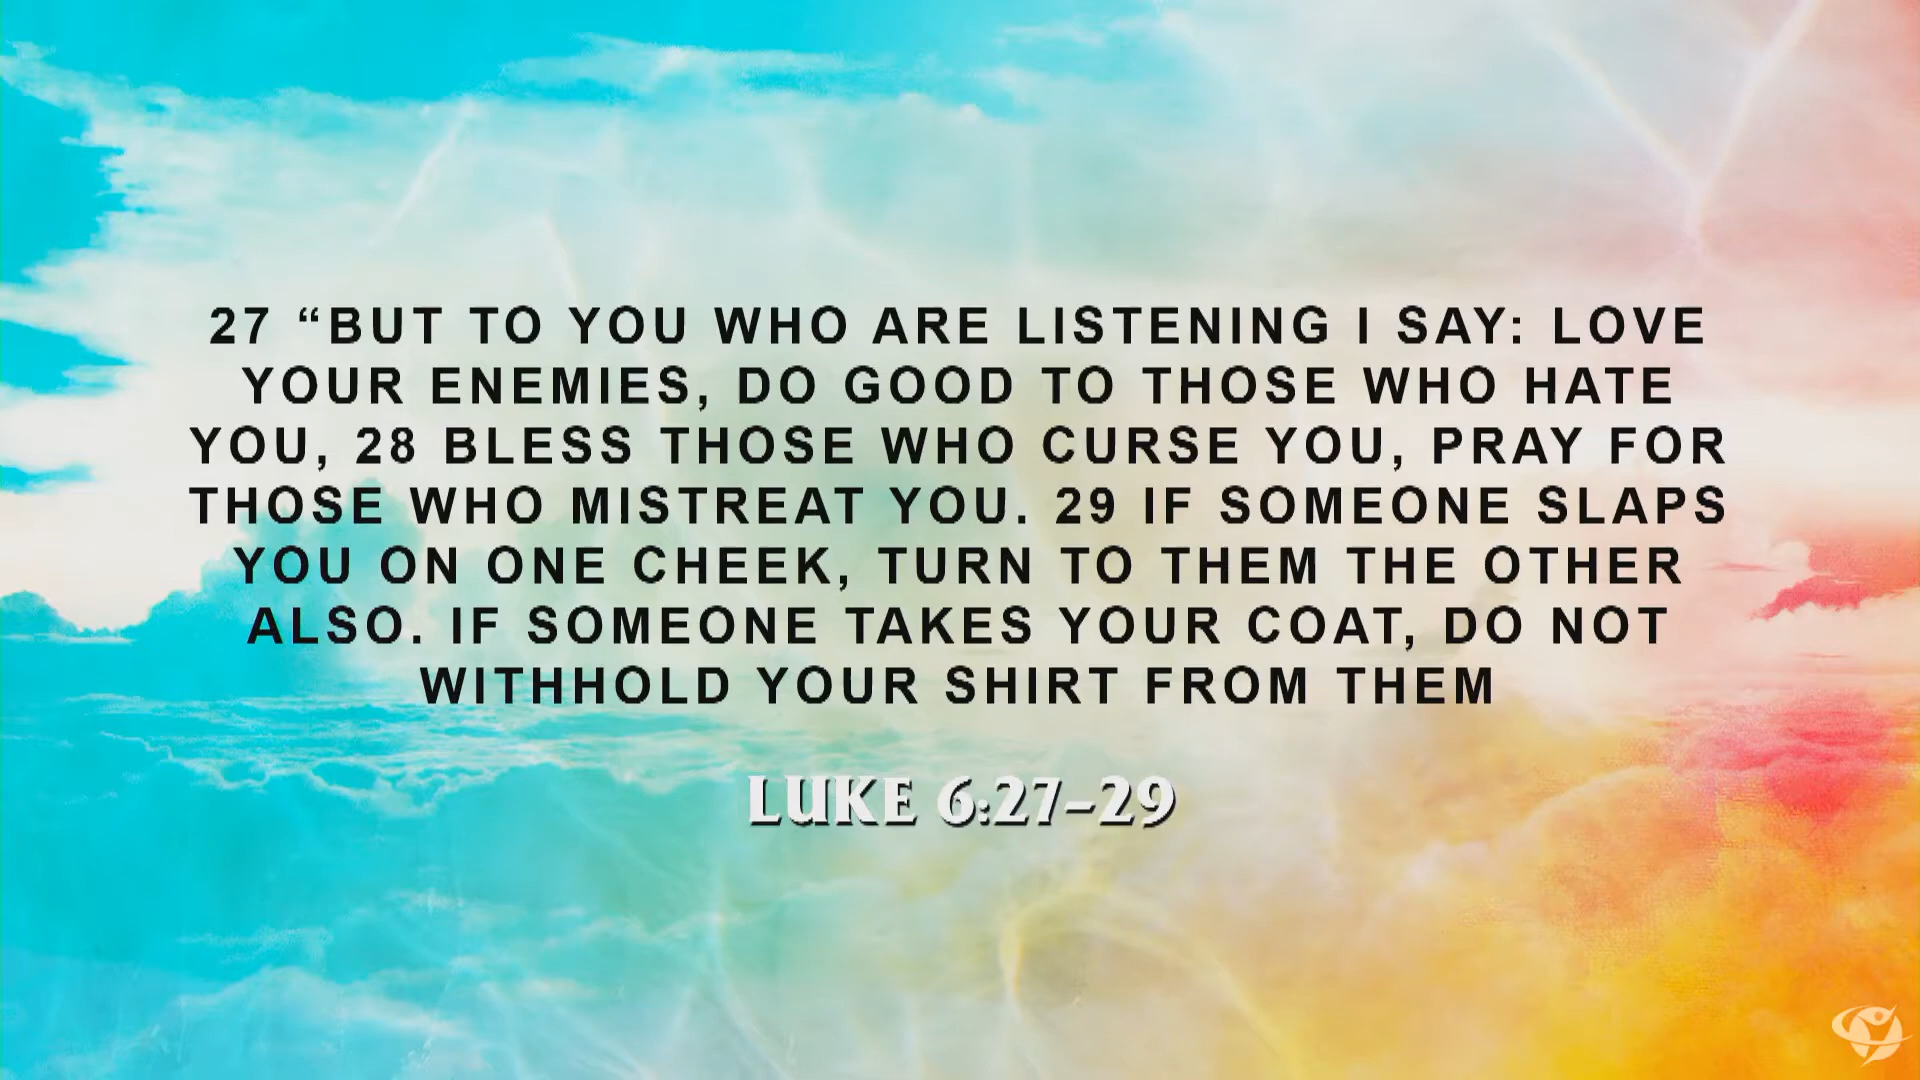 27 “BUT TO YOU WHO ARE LISTENING I SAY: LOVE
YOUR ENEMIES, DO GOOD TO THOSE WHO HATE
YOU, 28 BLESS THOSE WHO CURSE YOU, PRAY FOR
THOSE WHO MISTREAT YOU. 29 IF SOMEONE SLAPS
YOU ON ONE CHEEK, TURN TO THEM THE OTHER
ALSO. IF SOMEONE TAKES YOUR COAT, DO NOT
WITHHOLD YOUR SHIRT FROM THEM
LUKE 6:27–29